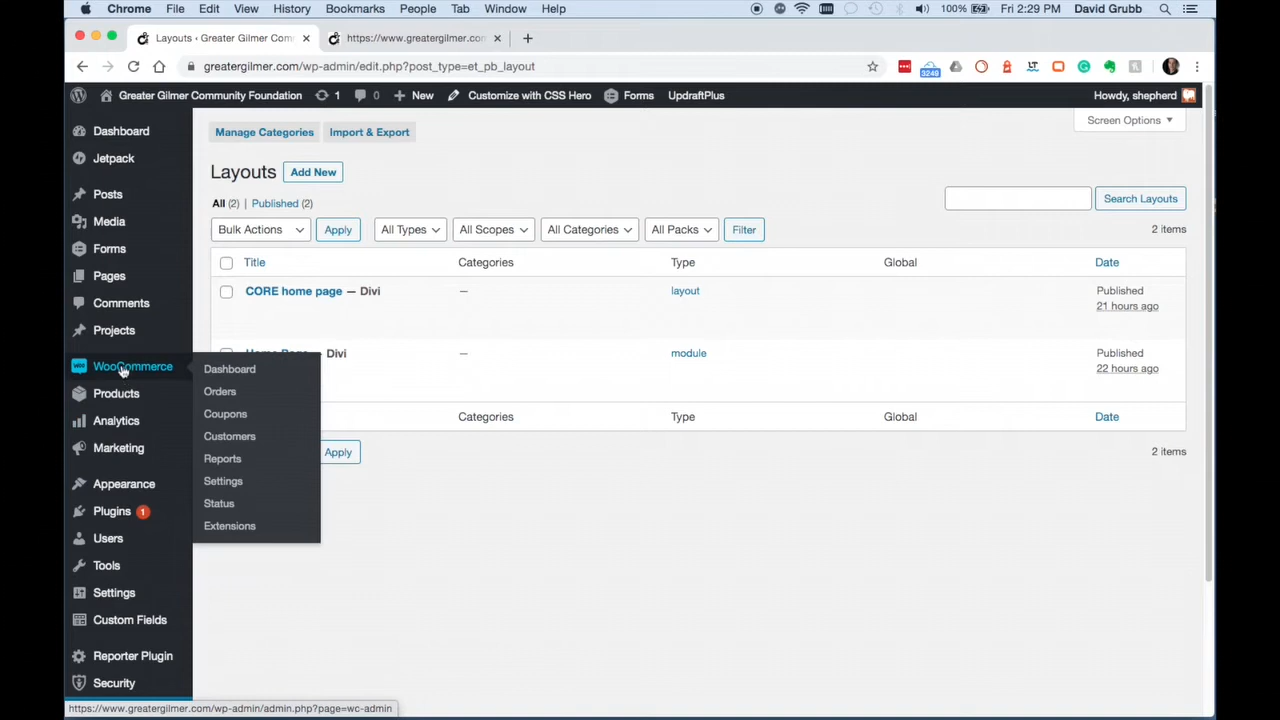 Chrome File Edit View History Bookmarks People Tab Window Help 100% Fri 2:29 PM David Grubb
Layouts ‹ Greater Gilmer Com
https://www.greatergilmer.co
greatergilmer.com/wp-admin/edit.php?post_type=et_pb_layout
3249
Greater Gilmer Community Foundation 1 0 New Customize with CSS Hero Forms UpdraftPlus Howdy, shepherd
Dashboard
Jetpack
Posts
Media
Forms
Pages
Comments
Projects
WooCommerce
Products
Analytics
Marketing
Appearance
Plugins 1
Users
Tools
Settings
Custom Fields
Reporter Plugin
Security
Dashboard
Orders
Coupons
Customers
Reports
Settings
Status
Extensions
Manage Categories Import & Export
Screen Options
Layouts Add New
Search Layouts
All (2) | Published (2)
Bulk Actions Apply All Types All Scopes All Categories All Packs Filter 2 items
Title Categories Type Global Date
CORE home page — Divi — layout Published
21 hours ago
Home Page — Divi — module Published
22 hours ago
Categories Type Global Date
Apply 2 items
https://www.greatergilmer.com/wp-admin/admin.php?page=wc-admin